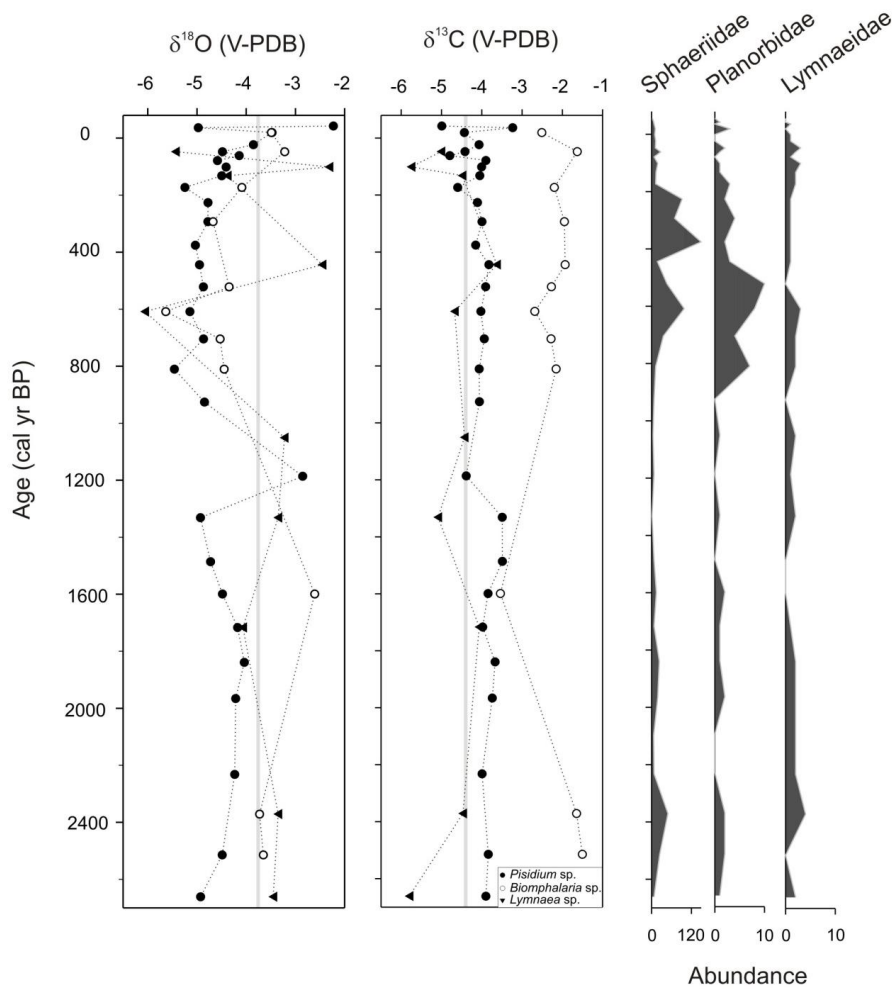 δ18O (V-PDB)
δ13C (V-PDB)
Sphaeriidae
Planorbidae
Lymnaeidae
-6 -5 -4 -3 -2
-6 -5 -4 -3 -2 -1
Age (cal yr BP)
0
400
800
1200
1600
2000
2400
Pisidium sp.
Biomphalaria sp.
Lymnaea sp.
0 120 0 10 0 10
Abundance